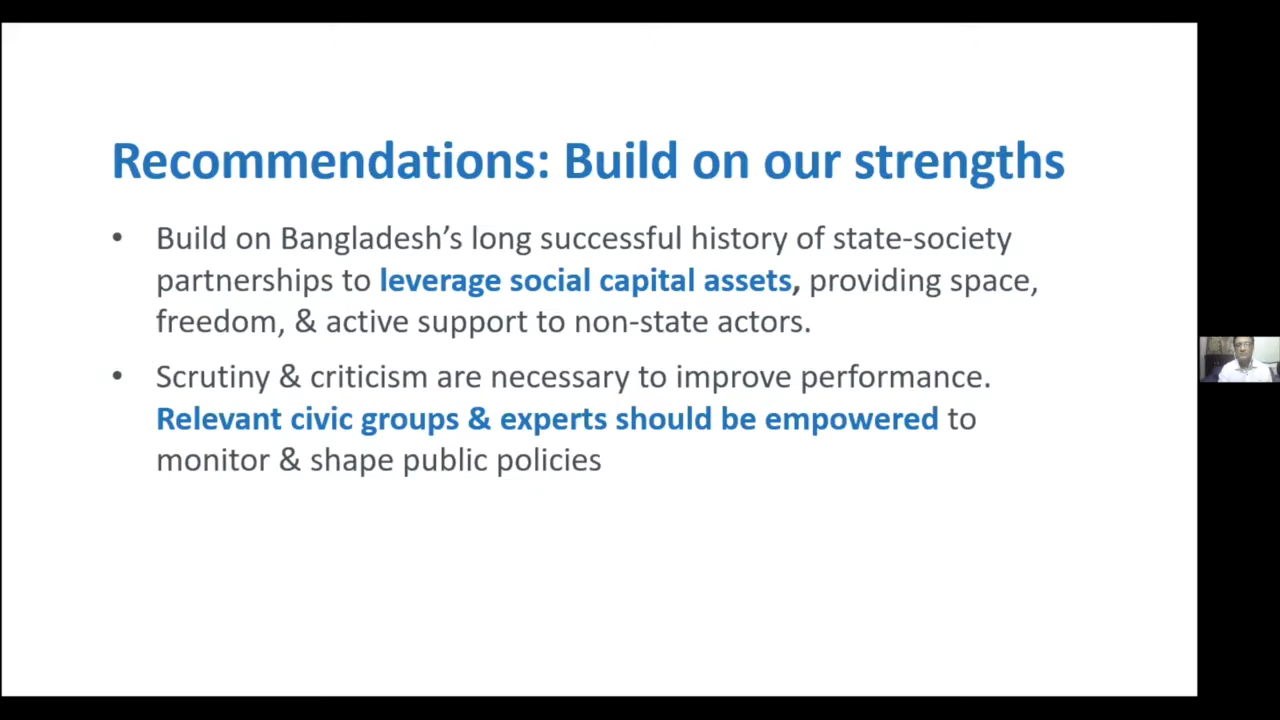 Recommendations: Build on our strengths
• Build on Bangladesh’s long successful history of state-society
partnerships to leverage social capital assets, providing space,
freedom, & active support to non-state actors.
• Scrutiny & criticism are necessary to improve performance.
Relevant civic groups & experts should be empowered to
monitor & shape public policies